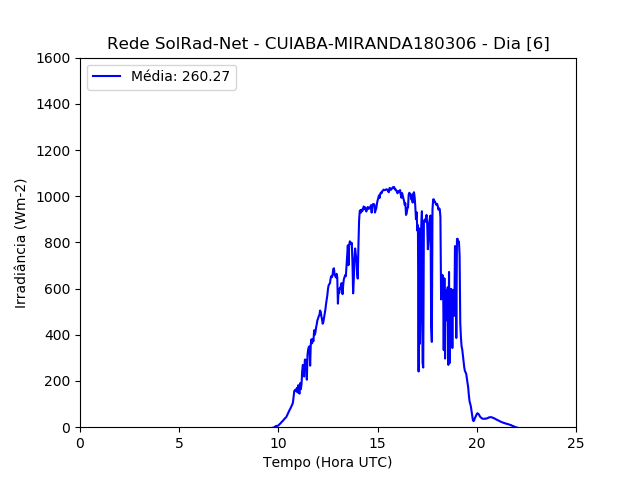 Rede SolRad-Net - CUIABA-MIRANDA180306 - Dia [6]
Média: 260.27
1600
1400
1200
1000
800
600
400
200
0
Irradiância (Wm-2)
0 5 10 15 20 25
Tempo (Hora UTC)